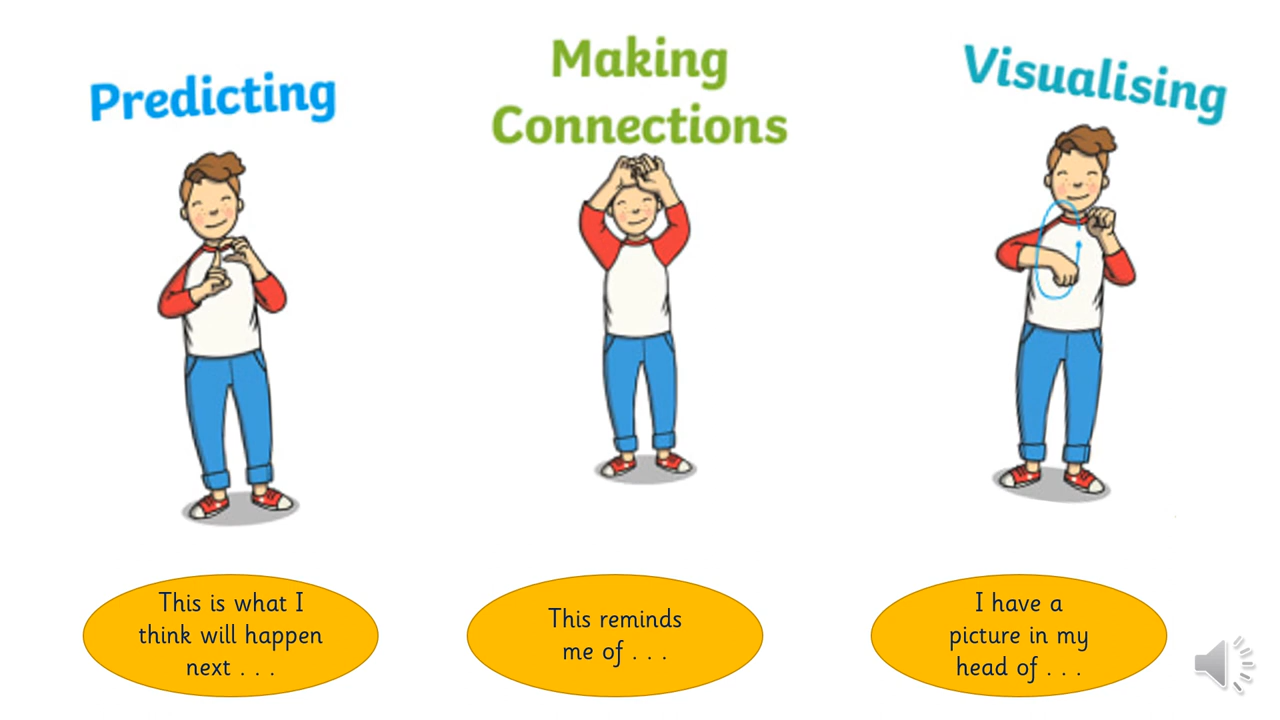 Predicting
Making
Connections
Visualising
This is what I
think will happen
next . . .
This reminds
me of . . .
I have a
picture in my
head of . . .